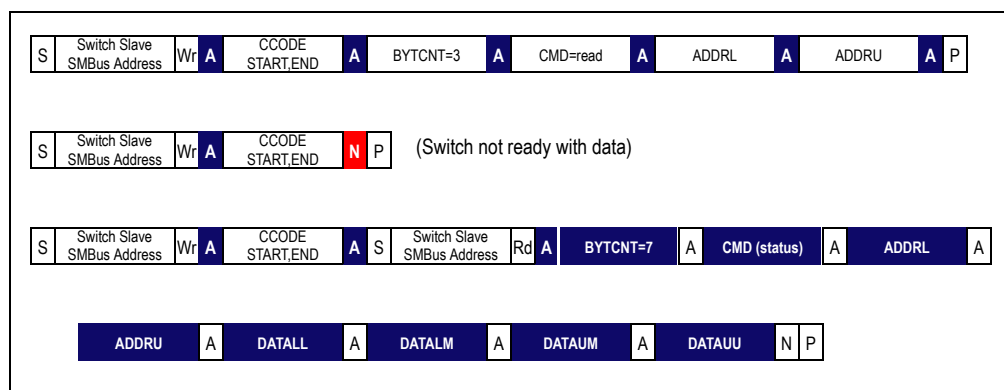 S Switch Slave SMBus Address Wr A CCODE START,END A BYTCNT=3 A CMD=read A ADDRL A ADDRU A P
S Switch Slave SMBus Address Wr A CCODE START,END N P (Switch not ready with data)
S Switch Slave SMBus Address Wr A CCODE START,END A S Switch Slave SMBus Address Rd A BYTCNT=7 A CMD (status) A ADDRL A
ADDRU A DATALL A DATALM A DATAUM A DATAUU N P